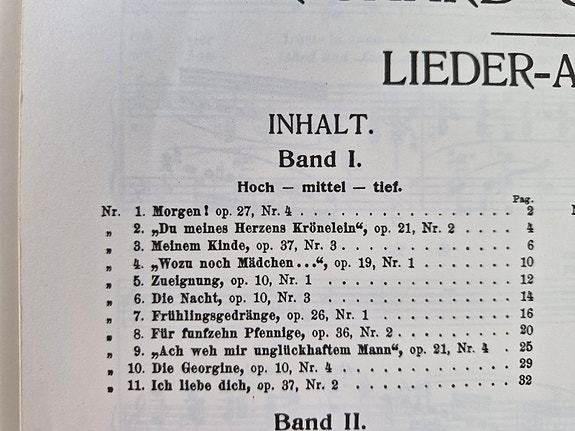 LIEDER-A
INHALT.
Band I.
Hoch — mittel — tief.
Pag.
Nr. 1. Morgen! op. 27, Nr. 4 . . . . . . . . . . . . . . . . . 2
„ 2. „Du meines Herzens Krönelein“, op. 21, Nr. 2 . . . . 4
„ 3. Meinem Kinde, op. 37, Nr. 3 . . . . . . . . . . . . . 6
„ 4. „Wozu noch Mädchen...“, op. 19, Nr. 1 . . . . . . . 10
„ 5. Zueignung, op. 10, Nr. 1 . . . . . . . . . . . . . . . 12
„ 6. Die Nacht, op. 10, Nr. 3 . . . . . . . . . . . . . . . 14
„ 7. Frühlingsgedränge, op. 26, Nr. 1 . . . . . . . . . . . 16
„ 8. Für funfzehn Pfennige, op. 36, Nr. 2 . . . . . . . . . 20
„ 9. „Ach weh mir unglückhaftem Mann“, op. 21, Nr. 4 . 25
„ 10. Die Georgine, op. 10, Nr. 4 . . . . . . . . . . . . . 29
„ 11. Ich liebe dich, op. 37, Nr. 2 . . . . . . . . . . . . . 32
Band II.